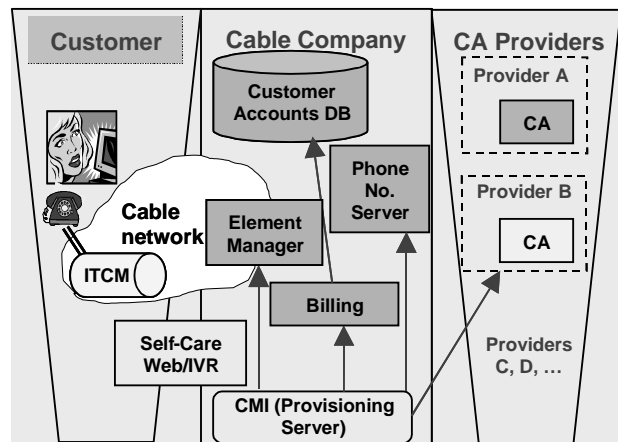 Customer
Cable Company
CA Providers
Customer
Accounts DB
Provider A
CA
Phone
No.
Server
Provider B
CA
Cable
network
Element
Manager
ITCM
Billing
Self-Care
Web/IVR
Providers
C, D, …
CMI (Provisioning
Server)